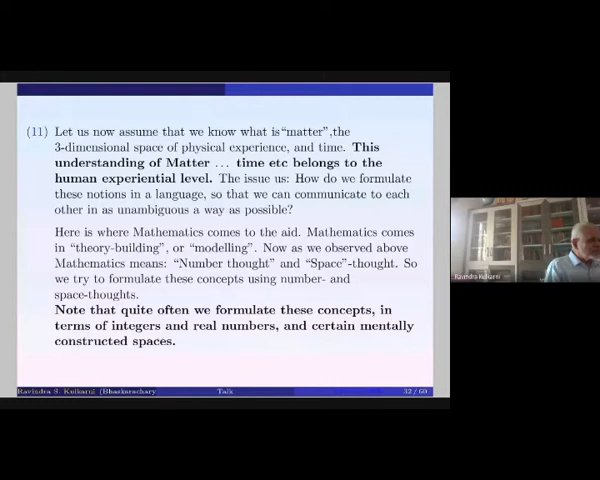 (11) Let us now assume that we know what is“matter”,the
3-dimensional space of physical experience, and time. This
understanding of Matter ... time etc belongs to the
human experiential level. The issue us: How do we formulate
these notions in a language, so that we can communicate to each
other in as unambiguous a way as possible?
Here is where Mathematics comes to the aid. Mathematics comes
in “theory-building”, or “modelling”. Now as we observed above
Mathematics means: “Number thought” and “Space”-thought. So
we try to formulate these concepts using number- and
space-thoughts.
Note that quite often we formulate these concepts, in
terms of integers and real numbers, and certain mentally
constructed spaces.
Ravindra S. Kulkarni (Bhaskaracharya Talk 32 / 60
Ravindra Kulkarni